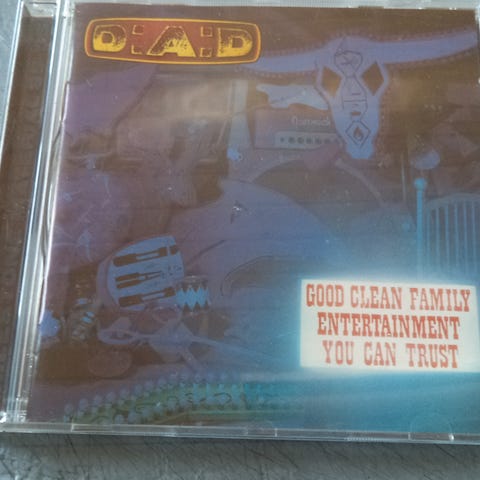 D:A:D
GOOD CLEAN FAMILY
ENTERTAINMENT
YOU CAN TRUST